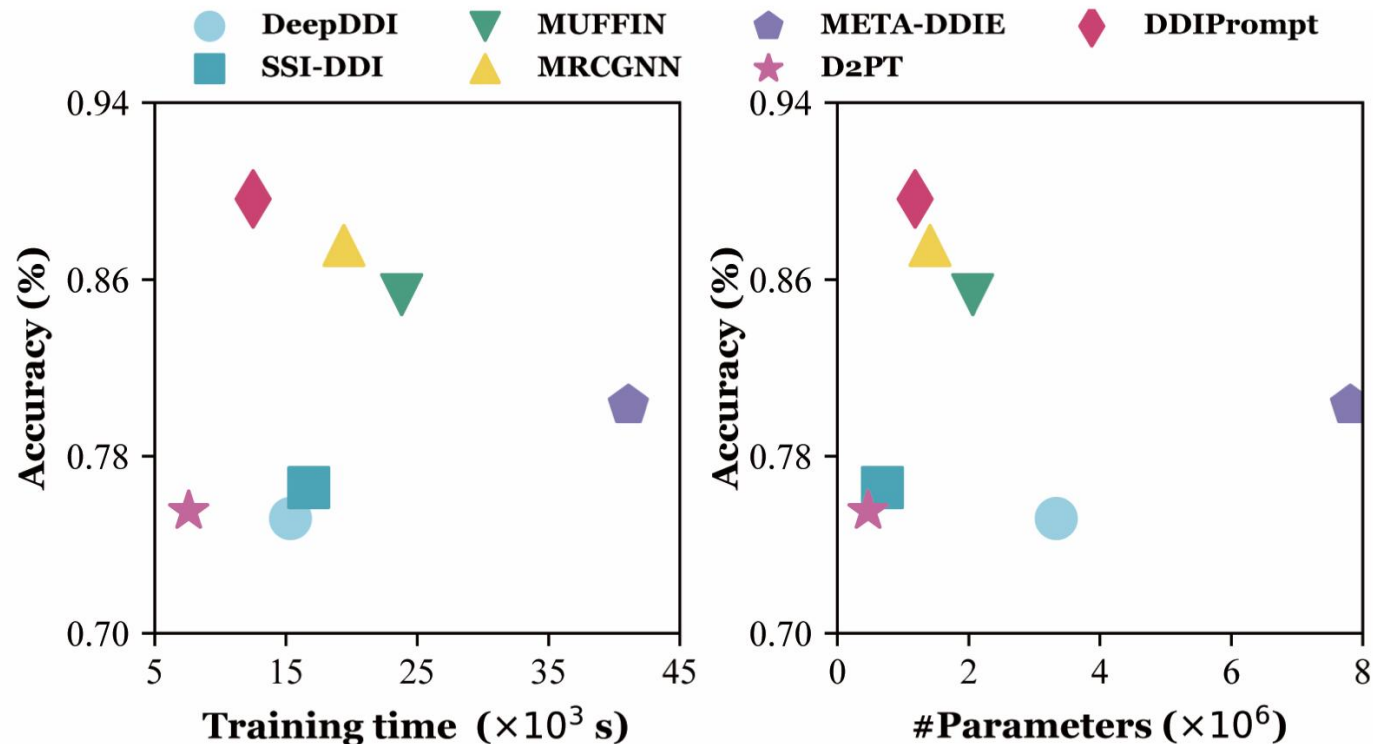 DeepDDI MUFFIN META-DDIE DDIPrompt
SSI-DDI MRCGNN D2PT
Accuracy (%)
0.94
0.86
0.78
0.70
5 15 25 35 45
Training time (×10³ s)
Accuracy (%)
0.94
0.86
0.78
0.70
0 2 4 6 8
#Parameters (×10⁶)